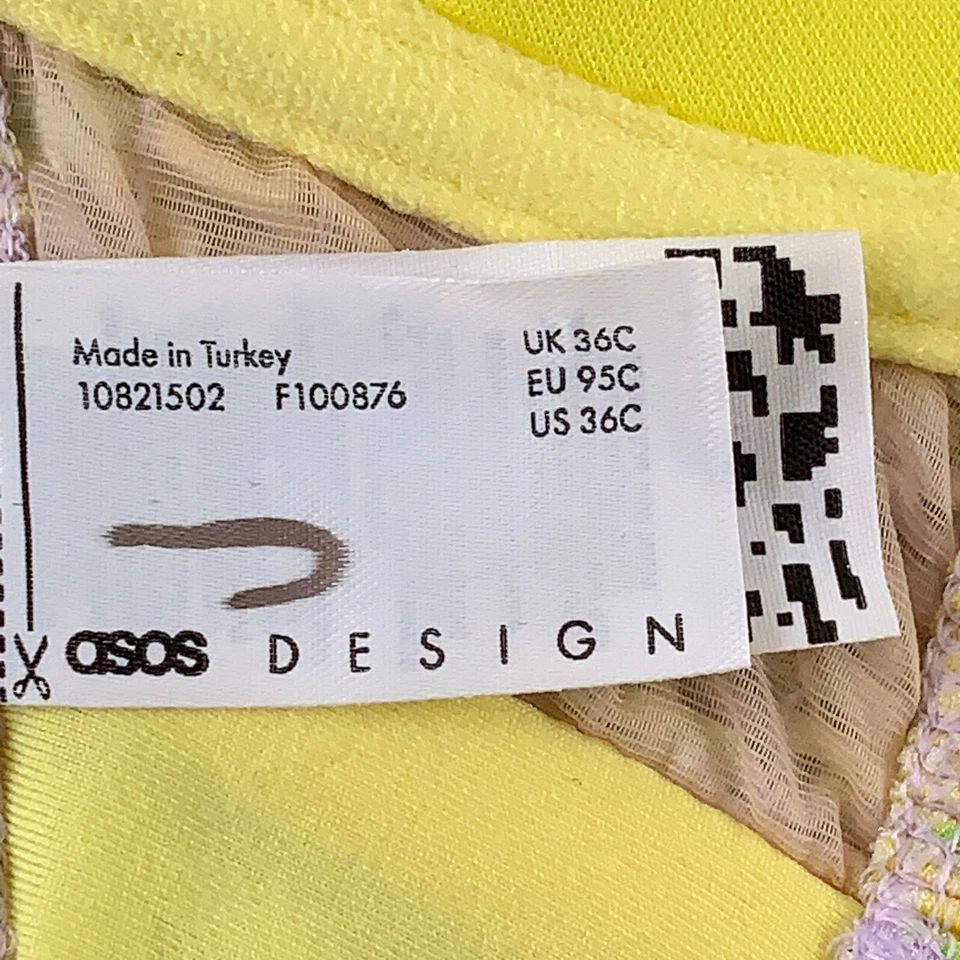 Made in Turkey
10821502 F100876
UK 36C
EU 95C
US 36C
asos DESIGN